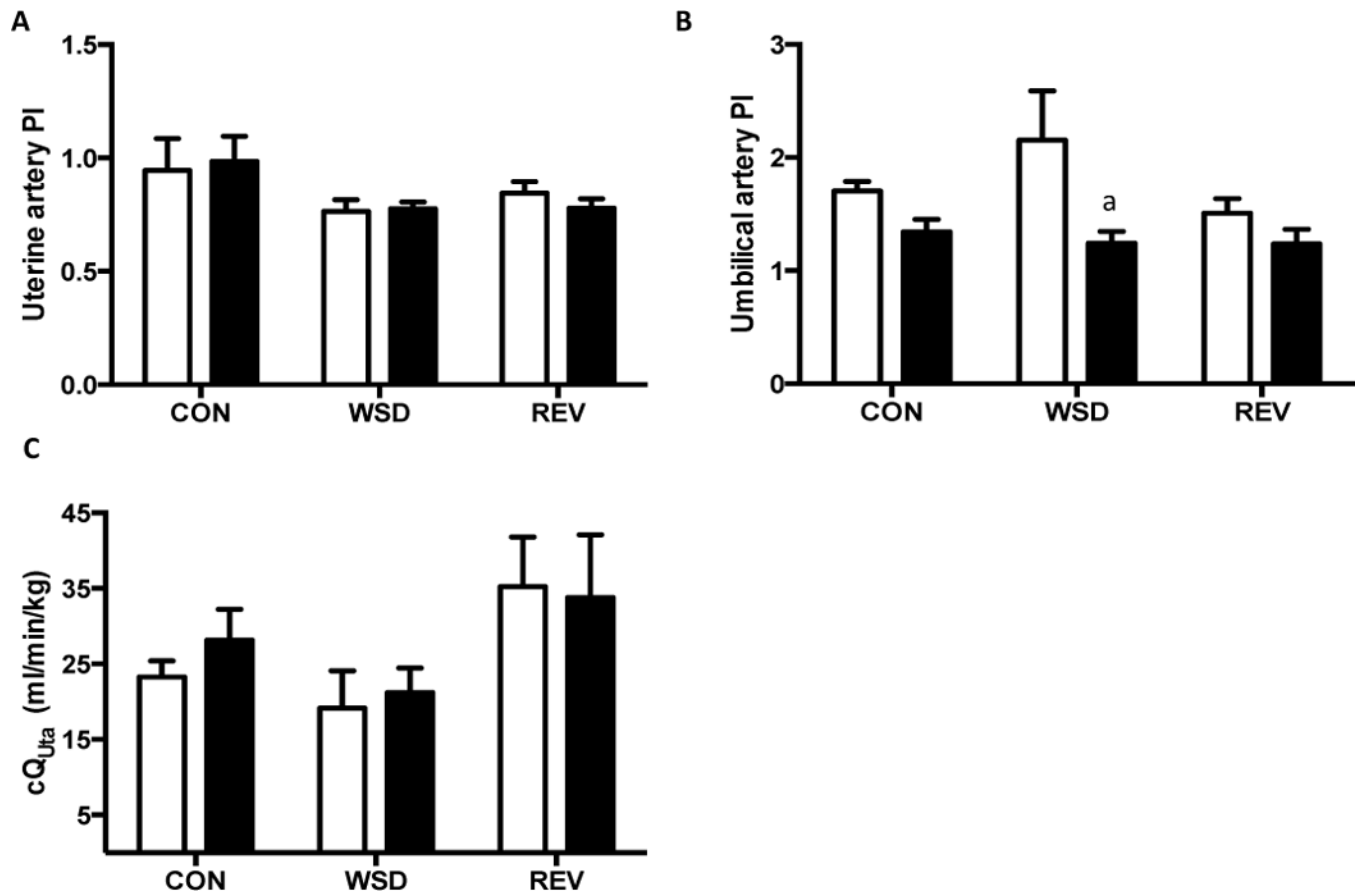 A
Uterine artery PI
1.5
1.0
0.5
0.0
CON WSD REV
B
Umbilical artery PI
3
2
1
0
a
CON WSD REV
C
cQUta (ml/min/kg)
45
35
25
15
5
CON WSD REV